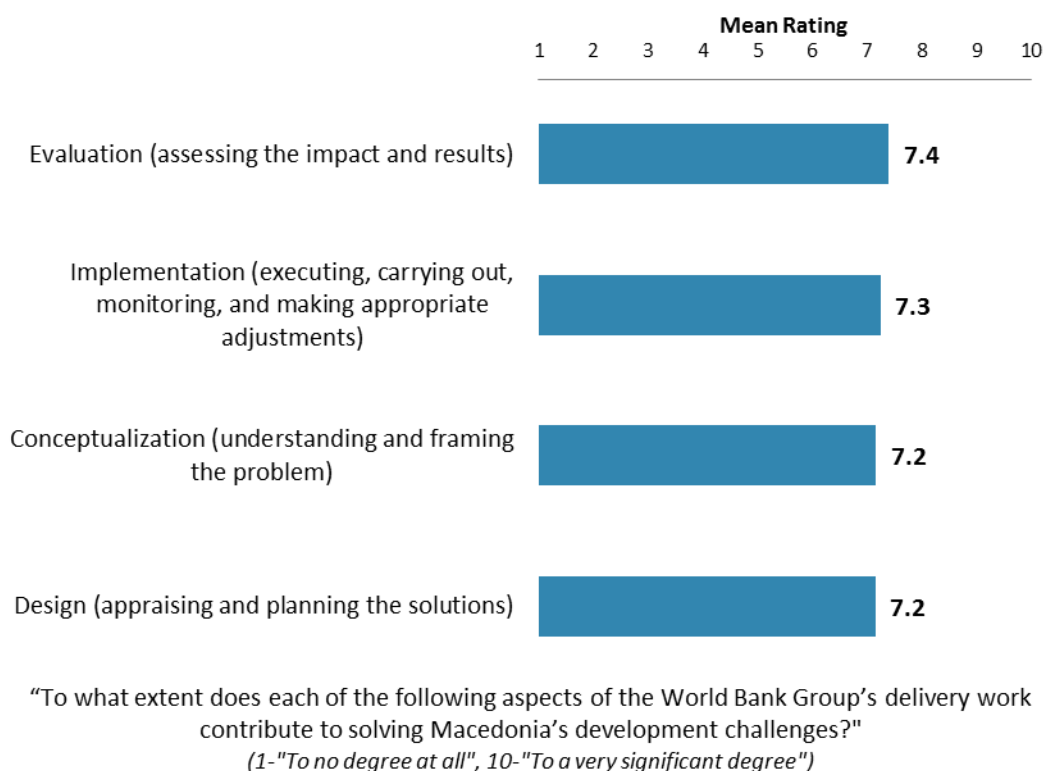 Mean Rating
1 2 3 4 5 6 7 8 9 10
Evaluation (assessing the impact and results) 7.4
Implementation (executing, carrying out,
monitoring, and making appropriate
adjustments)
7.3
Conceptualization (understanding and framing
the problem)
7.2
Design (appraising and planning the solutions) 7.2
“To what extent does each of the following aspects of the World Bank Group’s delivery work
contribute to solving Macedonia’s development challenges?"
(1-"To no degree at all", 10-"To a very significant degree")